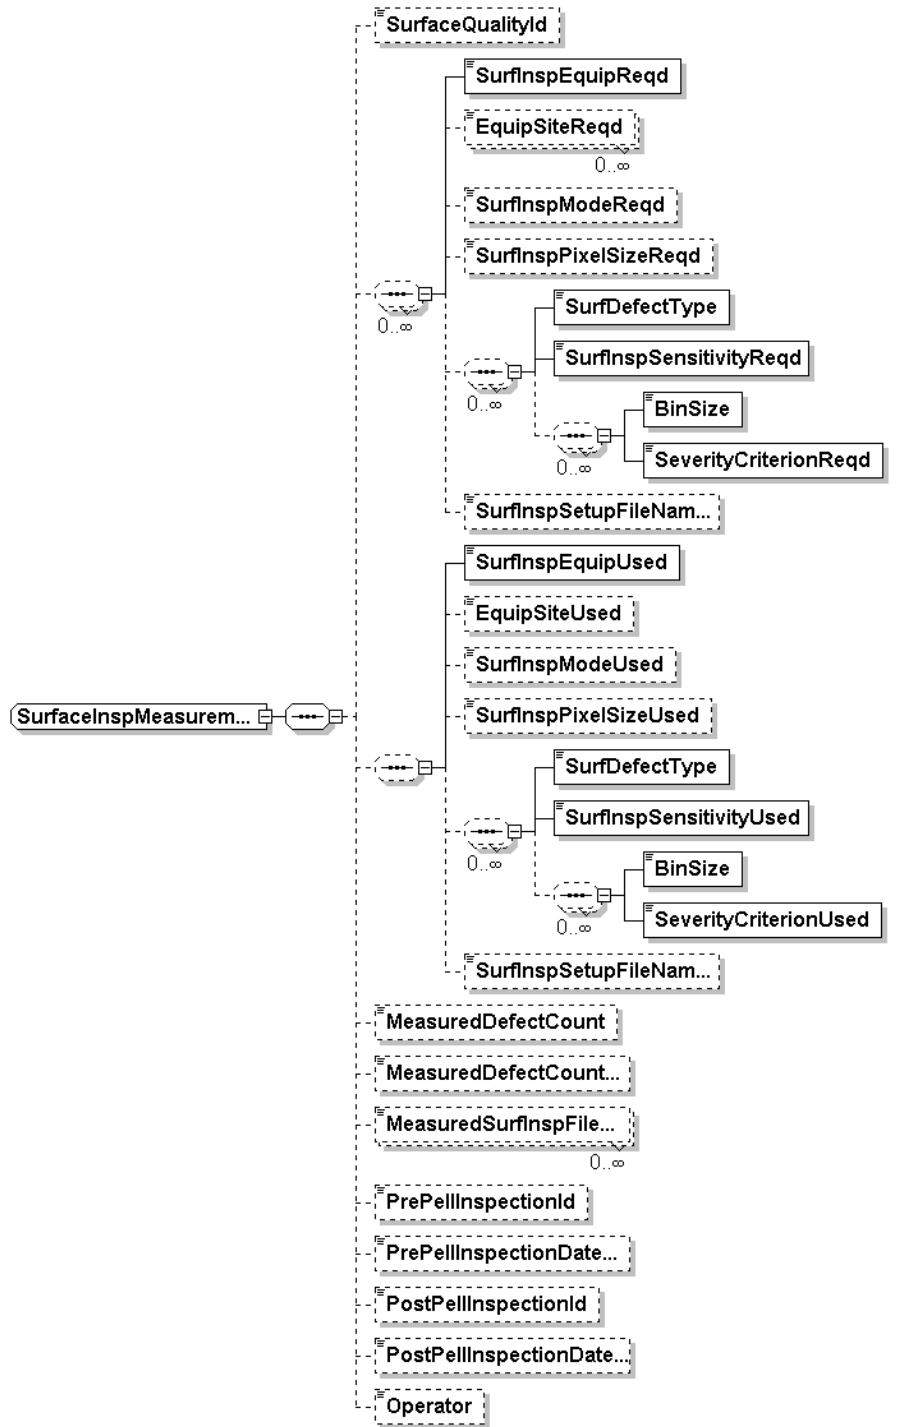 SurfaceQualityId
SurfInspEquipReqd
EquipSiteReqd
0..∞
SurfInspModeReqd
SurfInspPixelSizeReqd
0..∞
SurfDefectType
SurfInspSensitivityReqd
0..∞
BinSize
0..∞
SeverityCriterionReqd
SurfInspSetupFileNam...
SurfInspEquipUsed
EquipSiteUsed
SurfInspModeUsed
SurfInspPixelSizeUsed
SurfaceInspMeasurem...
SurfDefectType
SurfInspSensitivityUsed
0..∞
BinSize
0..∞
SeverityCriterionUsed
SurfInspSetupFileNam...
MeasuredDefectCount
MeasuredDefectCount...
MeasuredSurfInspFile...
0..∞
PrePellInspectionId
PrePellInspectionDate...
PostPellInspectionId
PostPellInspectionDate...
Operator